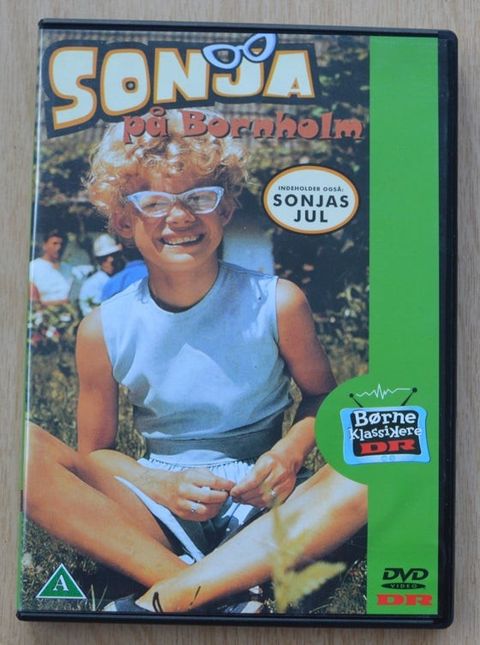 SONJA
på Bornholm
INDEHOLDER OGSÅ:
SONJAS
JUL
Børne
Klassikere
DR
A
DVD
VIDEO
DR